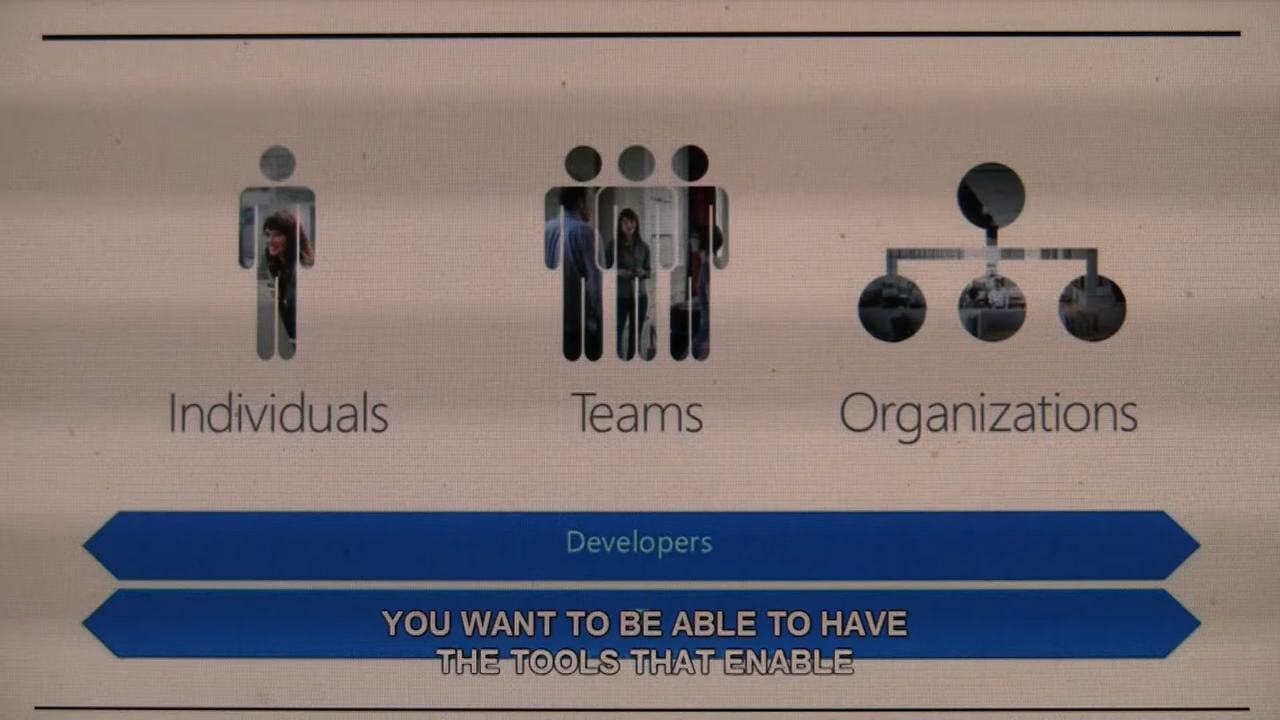 Individuals
Teams
Organizations
Developers
YOU WANT TO BE ABLE TO HAVE
THE TOOLS THAT ENABLE